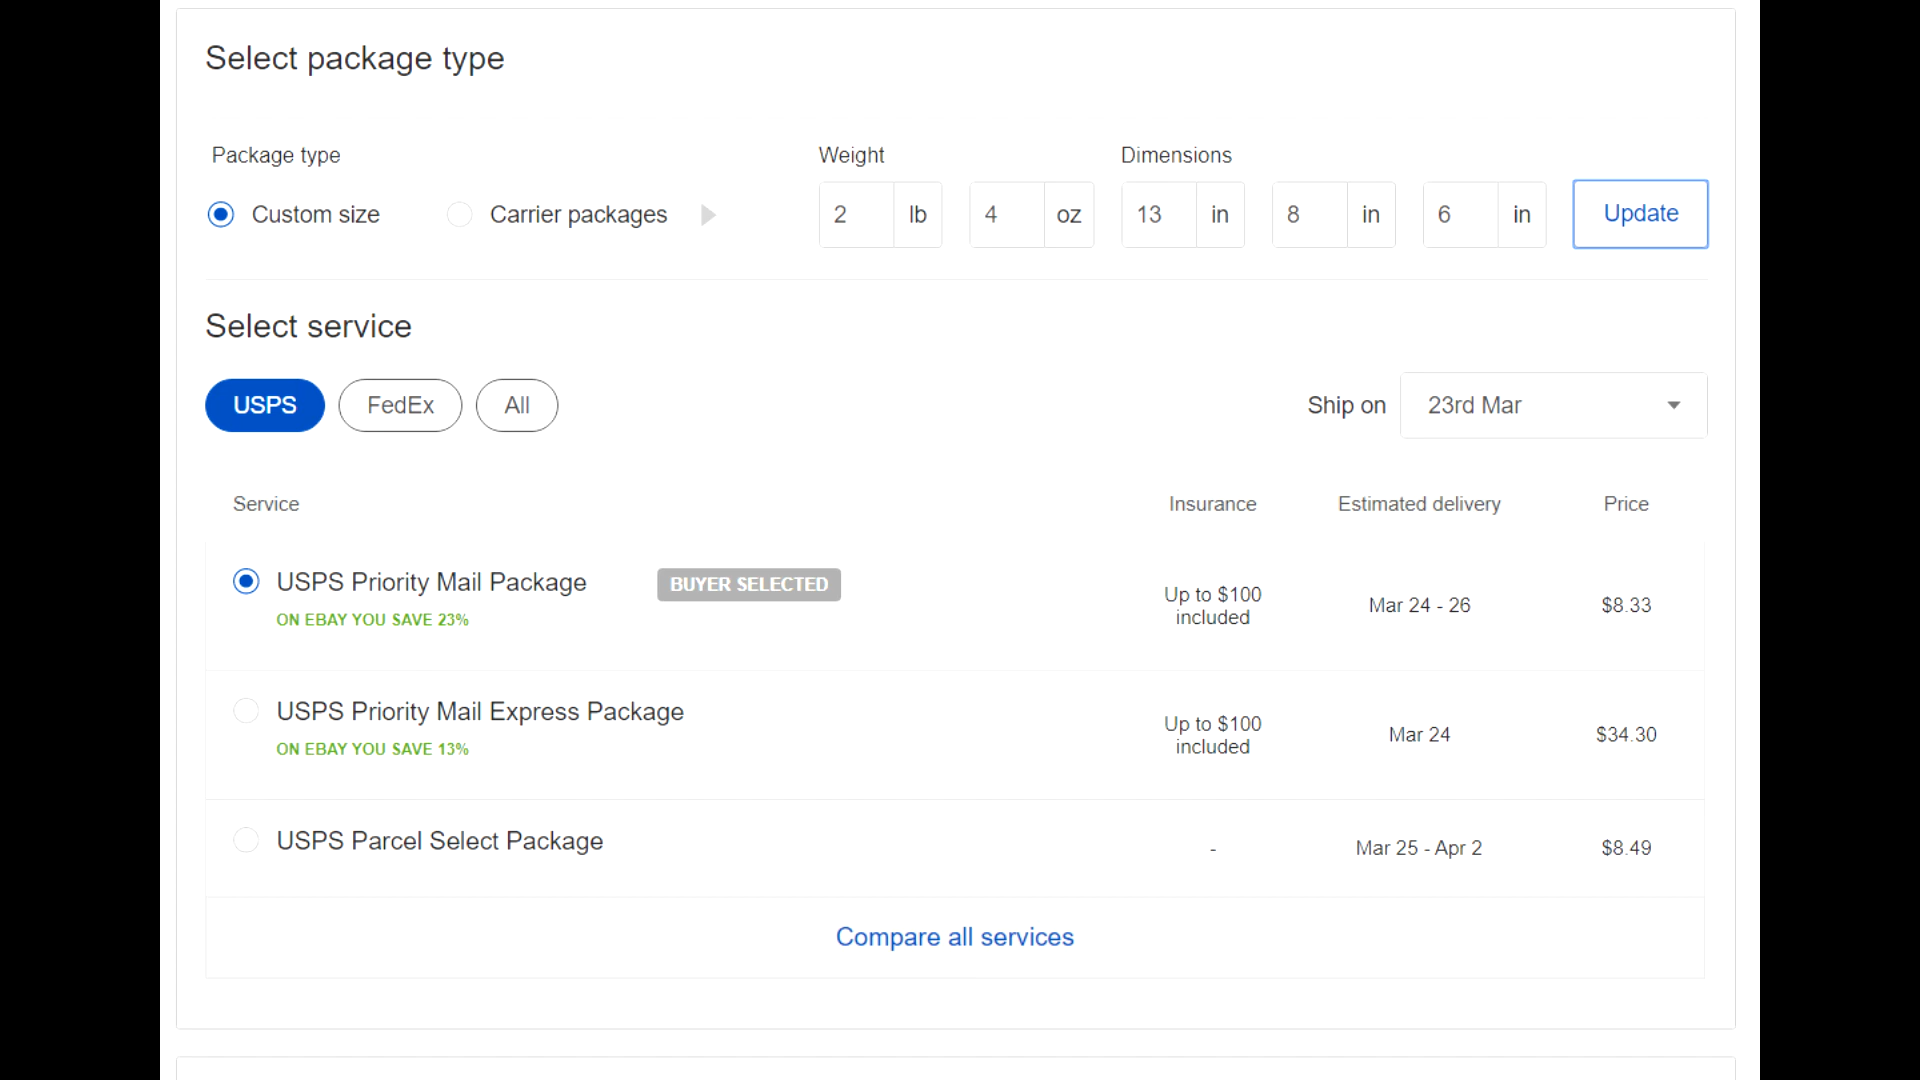 Select package type
Package type
Weight
Dimensions
Custom size
Carrier packages
2 lb
4 oz
13 in
8 in
6 in
Update
Select service
USPS
FedEx
All
Ship on
23rd Mar
Service
Insurance
Estimated delivery
Price
USPS Priority Mail Package
BUYER SELECTED
ON EBAY YOU SAVE 23%
Up to $100
included
Mar 24 - 26
$8.33
USPS Priority Mail Express Package
ON EBAY YOU SAVE 13%
Up to $100
included
Mar 24
$34.30
USPS Parcel Select Package
-
Mar 25 - Apr 2
$8.49
Compare all services